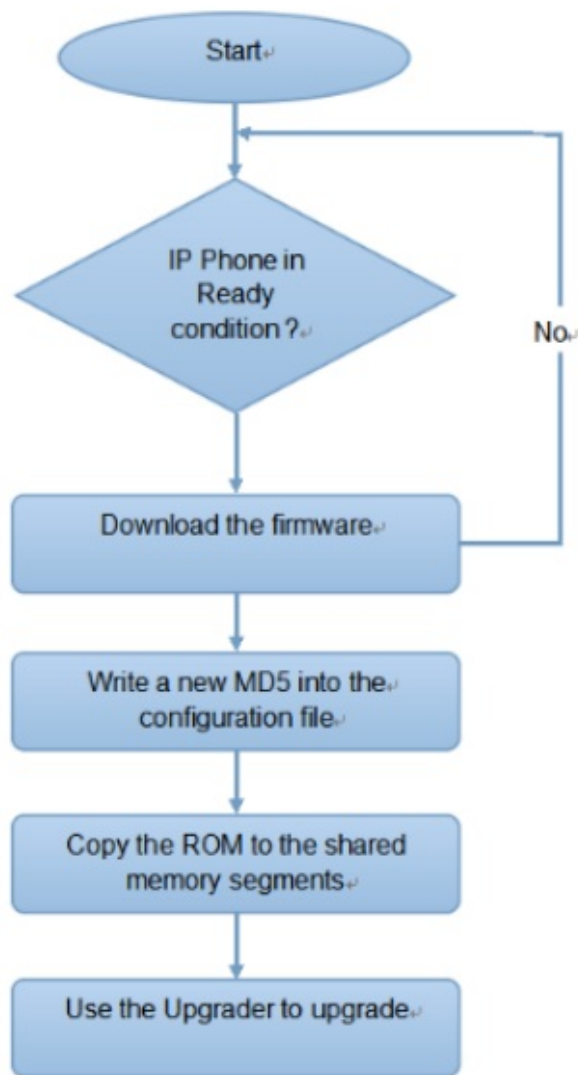 Start
IP Phone in
Ready
condition ?
No
Download the firmware
Write a new MD5 into the
configuration file
Copy the ROM to the shared
memory segments
Use the Upgrader to upgrade